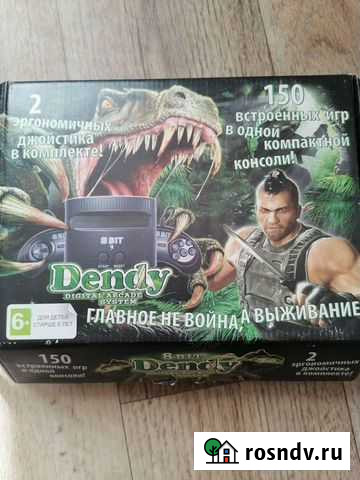 2
эргономичных
джойстика
в комплекте!
150
встроенных игр
в одной
компактной
консоли!
8 BIT
START RESET
Dendy
DIGITAL ARCADE
SYSTEM
6+
ДЛЯ ДЕТЕЙ
СТАРШЕ 6 ЛЕТ
ГЛАВНОЕ НЕ ВОЙНА, А ВЫЖИВАНИЕ
150
встроенных игр
в одной
консоли!
8-BIT
Dendy
2
эргономичных
джойстика
в комплекте!
rosndv.ru